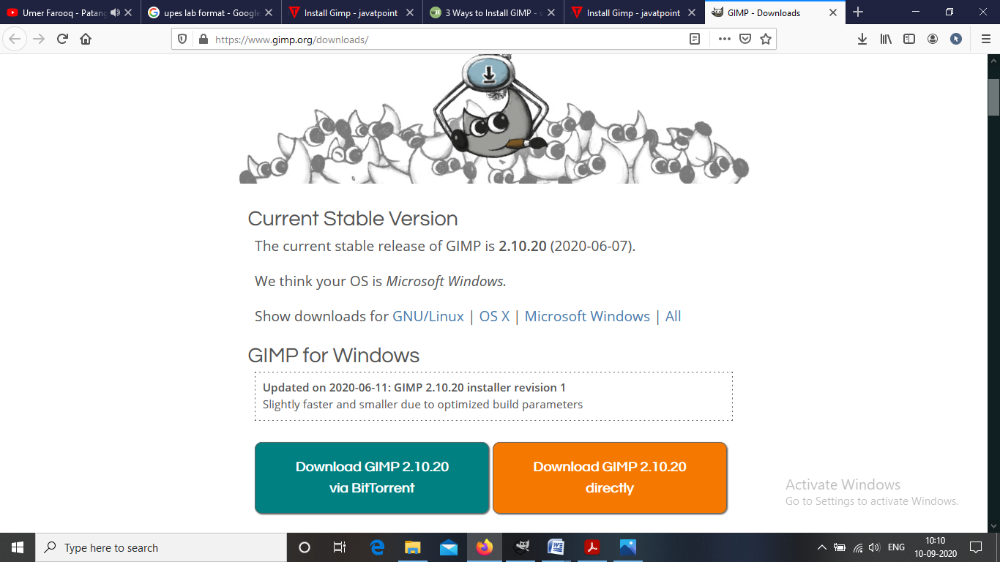 Umer Farooq - Patang
upes lab format - Google
Install Gimp - javatpoint
3 Ways to Install GIMP - w
Install Gimp - javatpoint
GIMP - Downloads
https://www.gimp.org/downloads/
Current Stable Version
The current stable release of GIMP is 2.10.20 (2020-06-07).
We think your OS is Microsoft Windows.
Show downloads for GNU/Linux | OS X | Microsoft Windows | All
GIMP for Windows
Updated on 2020-06-11: GIMP 2.10.20 installer revision 1
Slightly faster and smaller due to optimized build parameters
Download GIMP 2.10.20
via BitTorrent
Download GIMP 2.10.20
directly
Activate Windows
Go to Settings to activate Windows.
Type here to search
ENG
10:10
10-09-2020